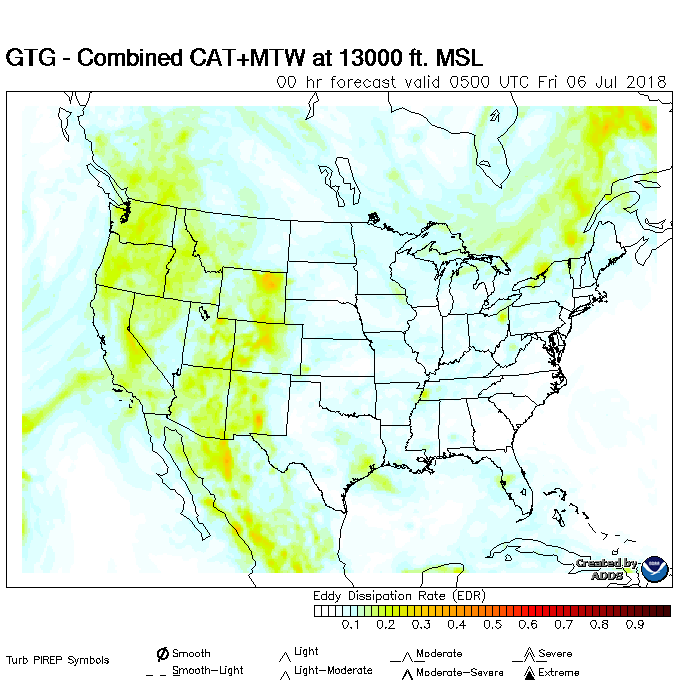 GTG - Combined CAT+MTW at 13000 ft. MSL
00 hr forecast valid 0500 UTC Fri 06 Jul 2018
Created by
ADDS
Eddy Dissipation Rate (EDR)
0.1 0.2 0.3 0.4 0.5 0.6 0.7 0.8 0.9
Turb PIREP Symbols
Smooth Light Moderate Severe
Smooth-Light Light-Moderate Moderate-Severe Extreme